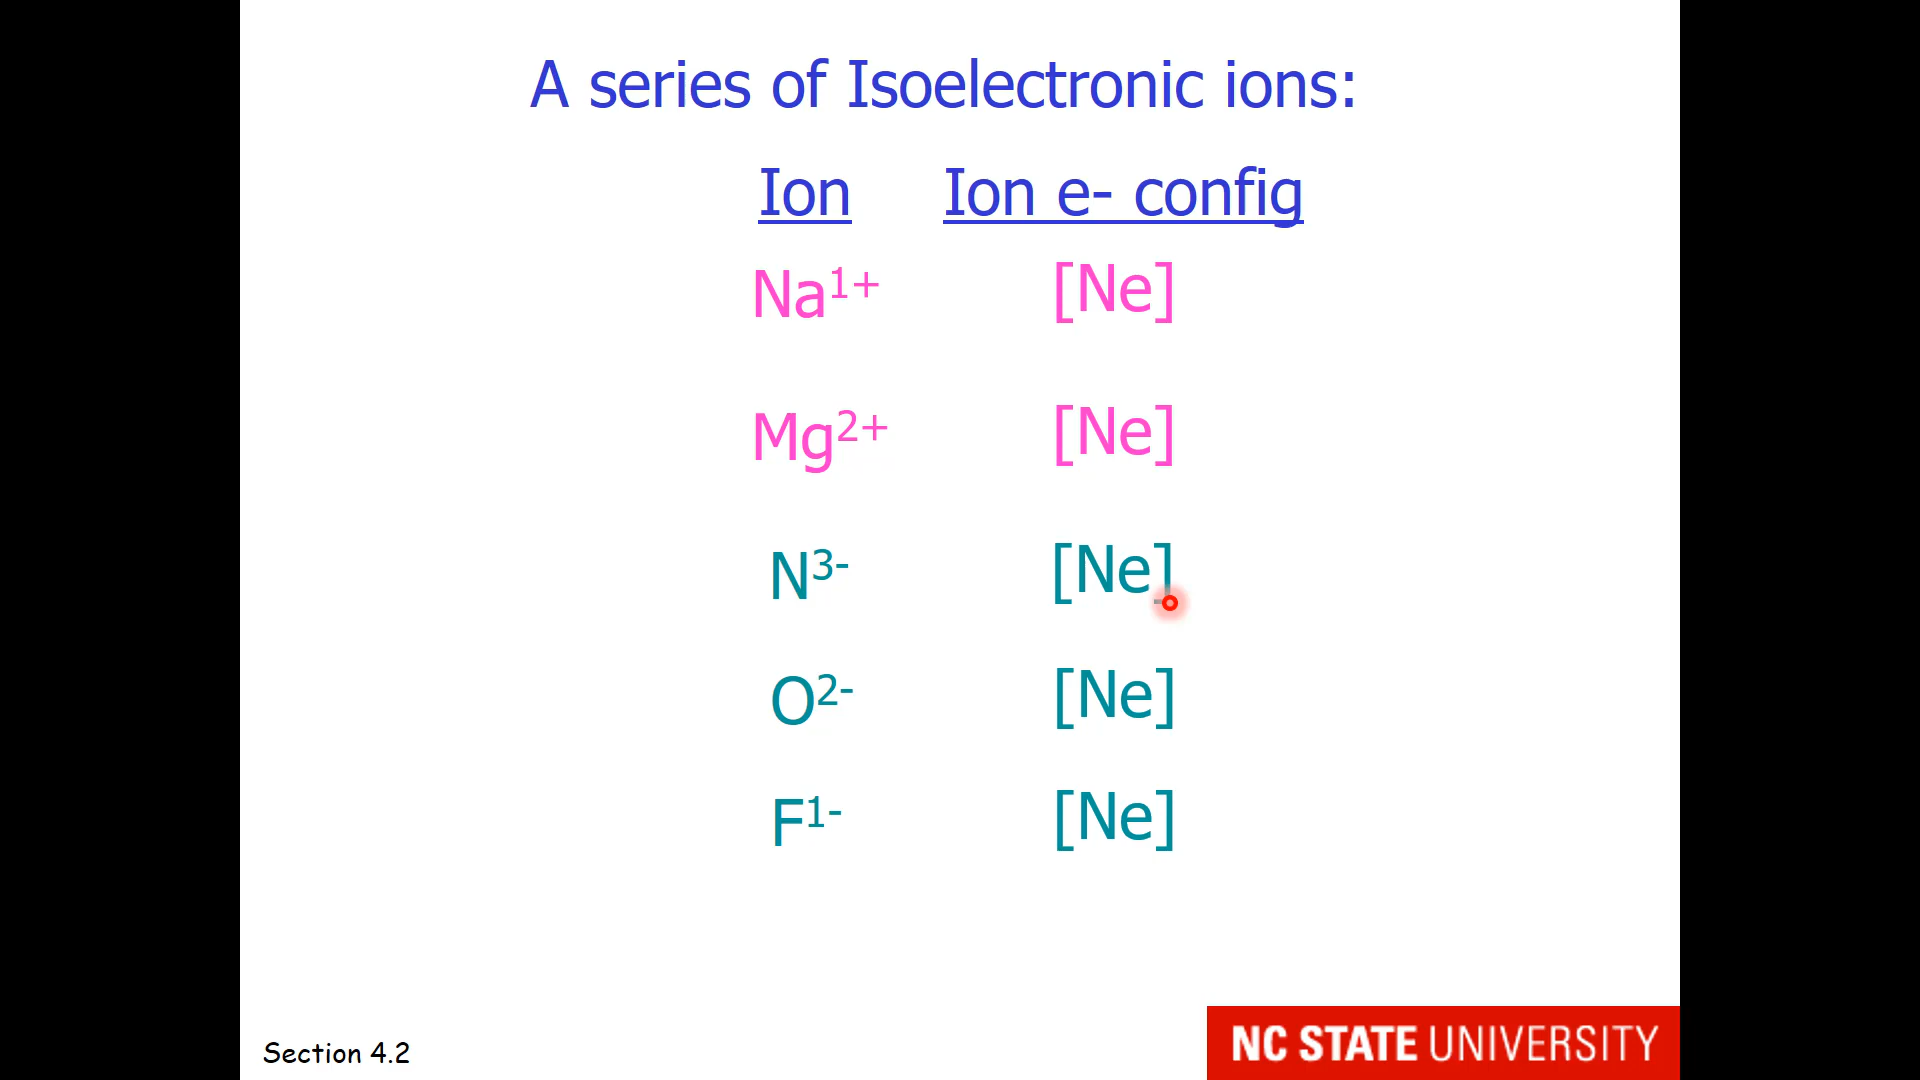 A series of Isoelectronic ions:
Ion Ion e- config
Na¹⁺ [Ne]
Mg²⁺ [Ne]
N³⁻ [Ne]
O²⁻ [Ne]
F¹⁻ [Ne]
Section 4.2
NC STATE UNIVERSITY